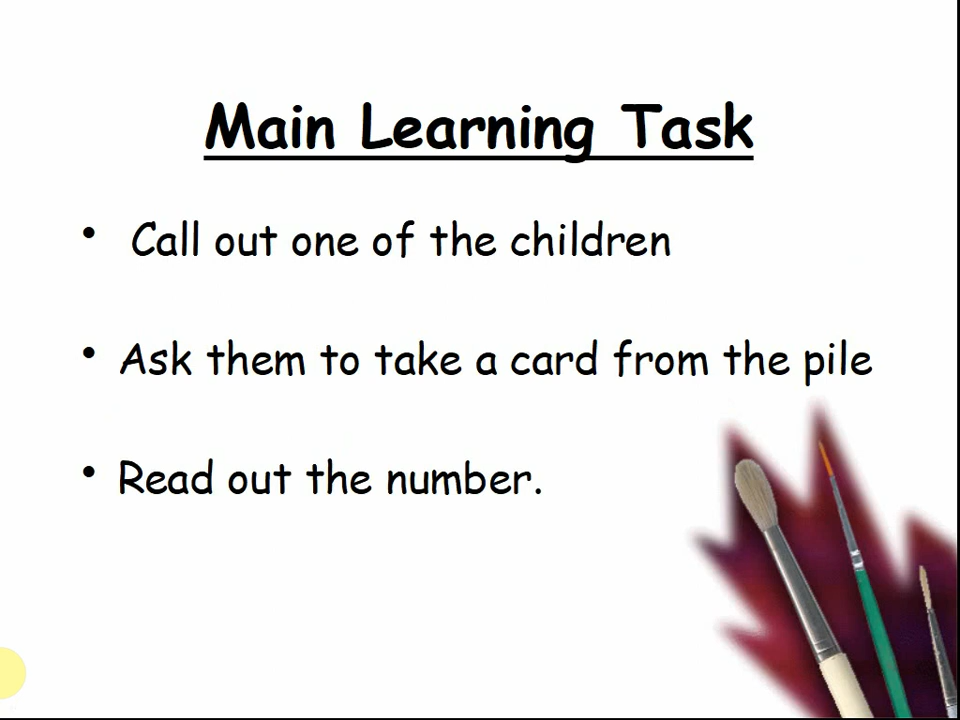 Main Learning Task
• Call out one of the children
• Ask them to take a card from the pile
• Read out the number.